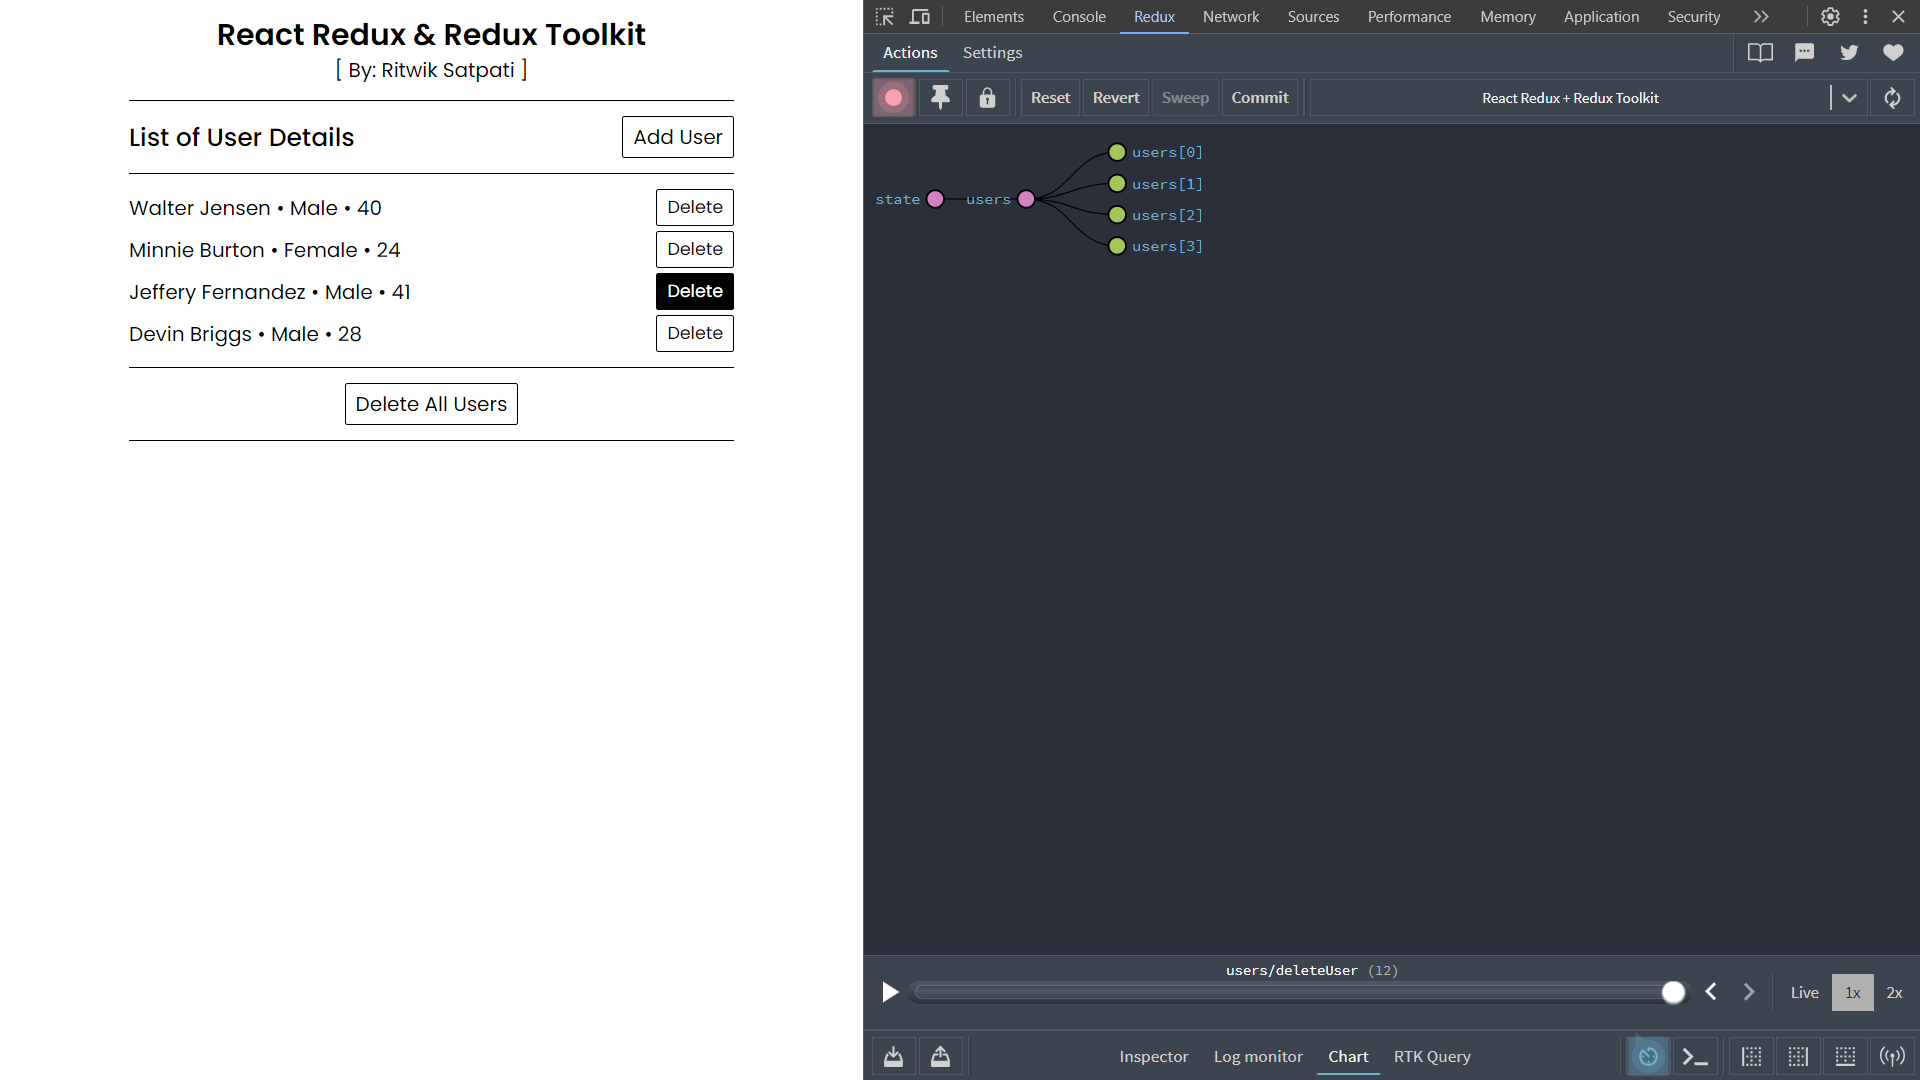 React Redux & Redux Toolkit
[ By: Ritwik Satpati ]
List of User Details
Add User
Walter Jensen • Male • 40
Delete
Minnie Burton • Female • 24
Delete
Jeffery Fernandez • Male • 41
Delete
Devin Briggs • Male • 28
Delete
Delete All Users
Elements Console Redux Network Sources Performance Memory Application Security
Actions Settings
Reset Revert Sweep Commit React Redux + Redux Toolkit
state users
users[0]
users[1]
users[2]
users[3]
users/deleteUser (12)
Live 1x 2x
Inspector Log monitor Chart RTK Query